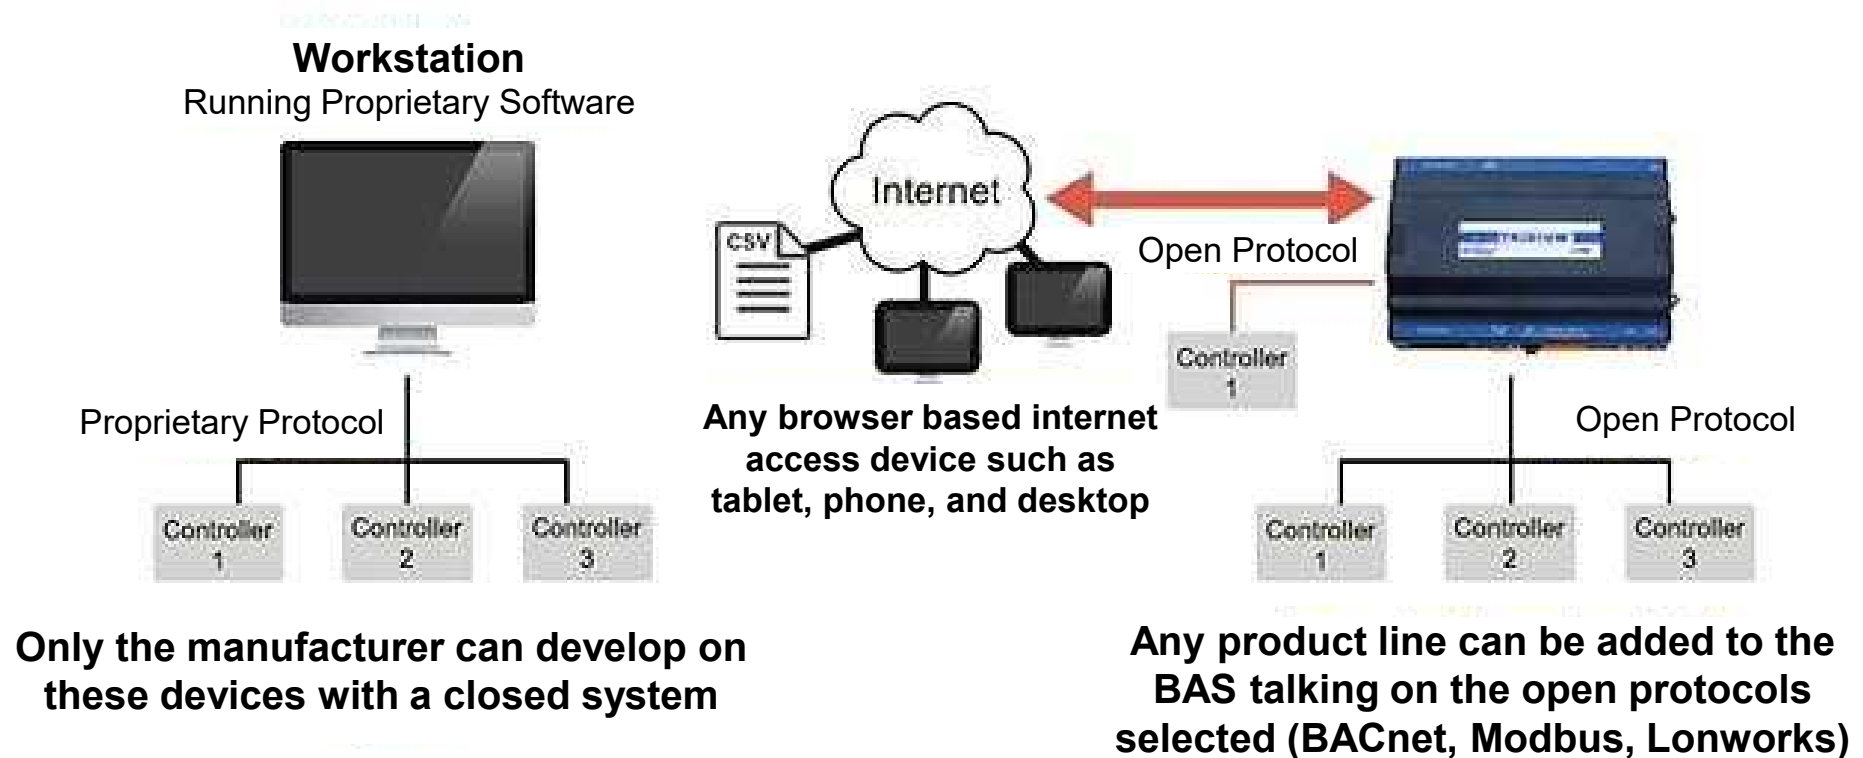 Workstation
Running Proprietary Software
Proprietary Protocol
Controller
1
Controller
2
Controller
3
Only the manufacturer can develop on
these devices with a closed system
Internet
CSV
Any browser based internet
access device such as
tablet, phone, and desktop
Open Protocol
Controller
1
TRIDIUM
Open Protocol
Controller
1
Controller
2
Controller
3
Any product line can be added to the
BAS talking on the open protocols
selected (BACnet, Modbus, Lonworks)